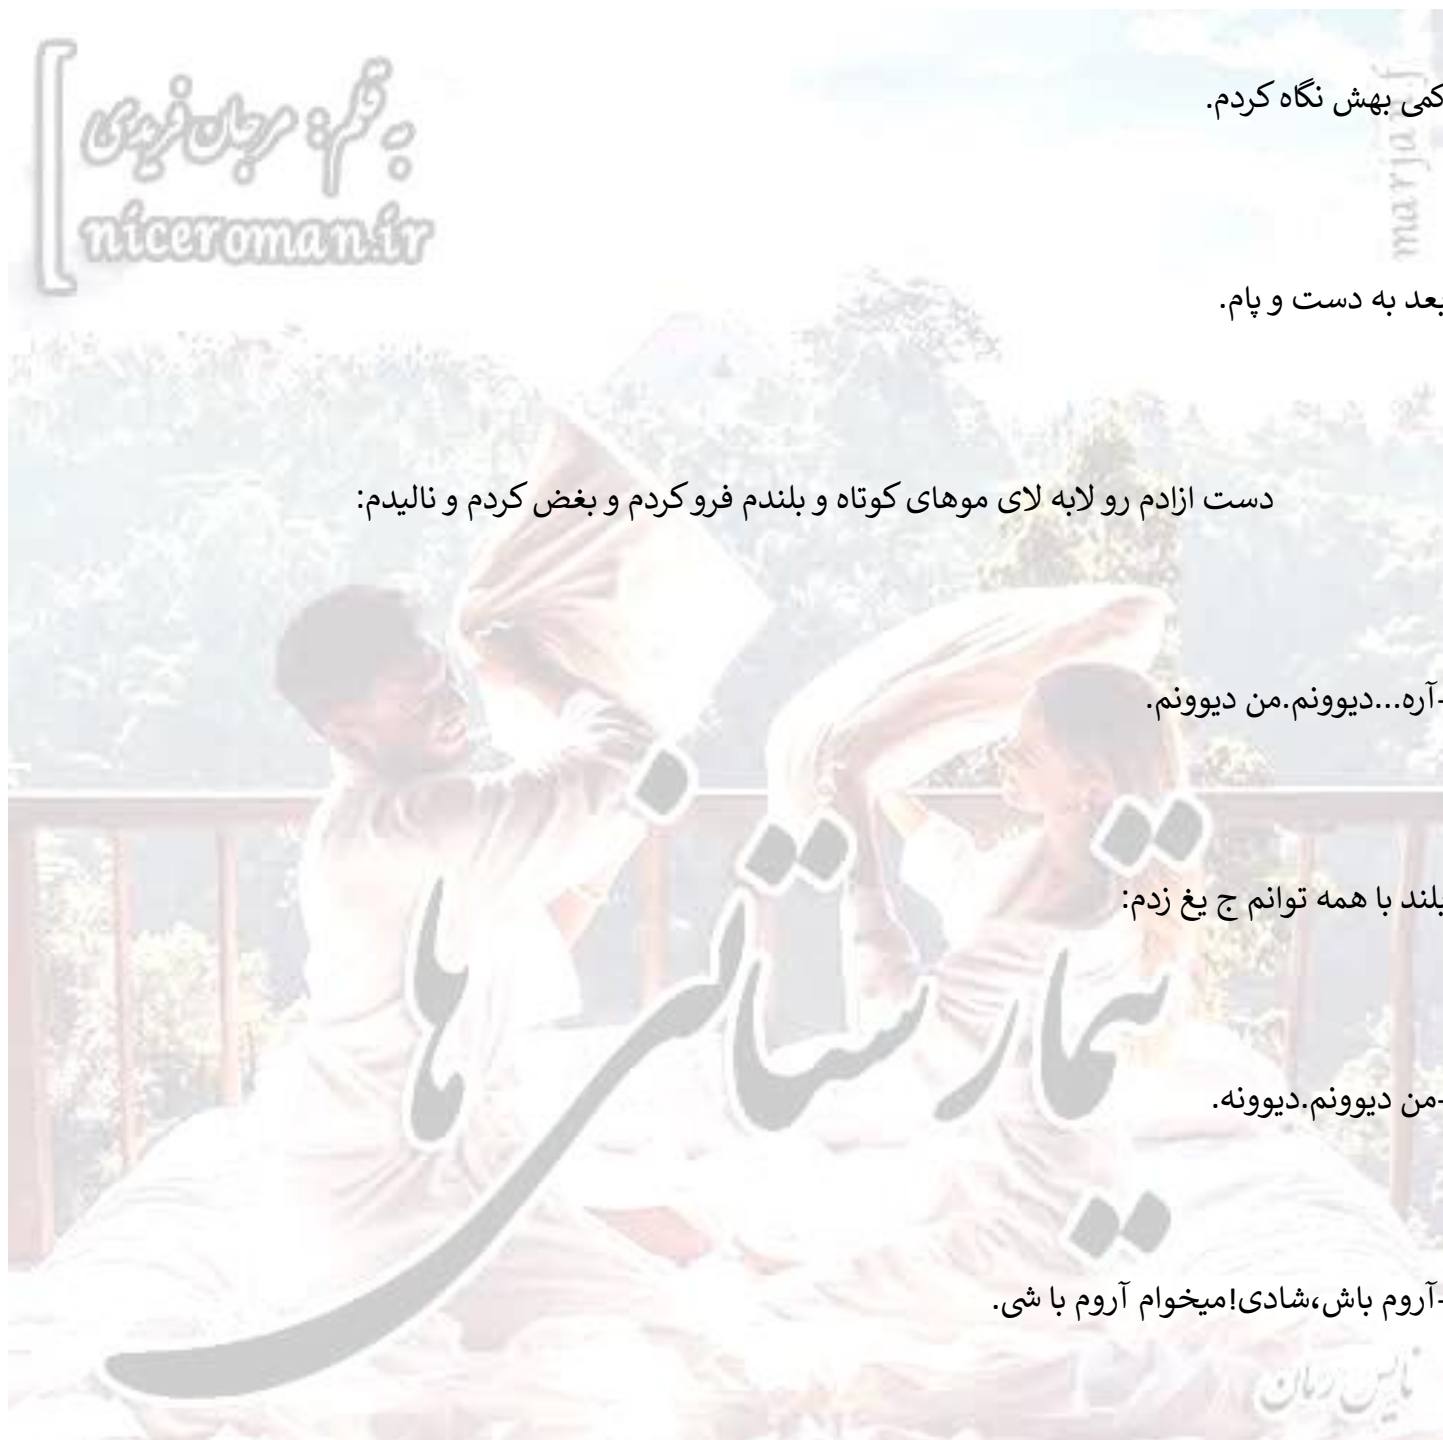 به قلم: مرجان فریدی
niceroman.ir
marjan.f
کمی بهش نگاه کردم.
بعد به دست و پام.
دست ازادم رو لابه لای موهای کوتاه و بلندم فرو کردم و بغض کردم و نالیدم:
-آره...دیوونم.من دیوونم.
بلند با همه توانم ج یغ زدم:
-من دیوونم.دیوونه.
-آروم باش،شادی!میخوام آروم با شی.
تیمارستانی ها
نایس رمان